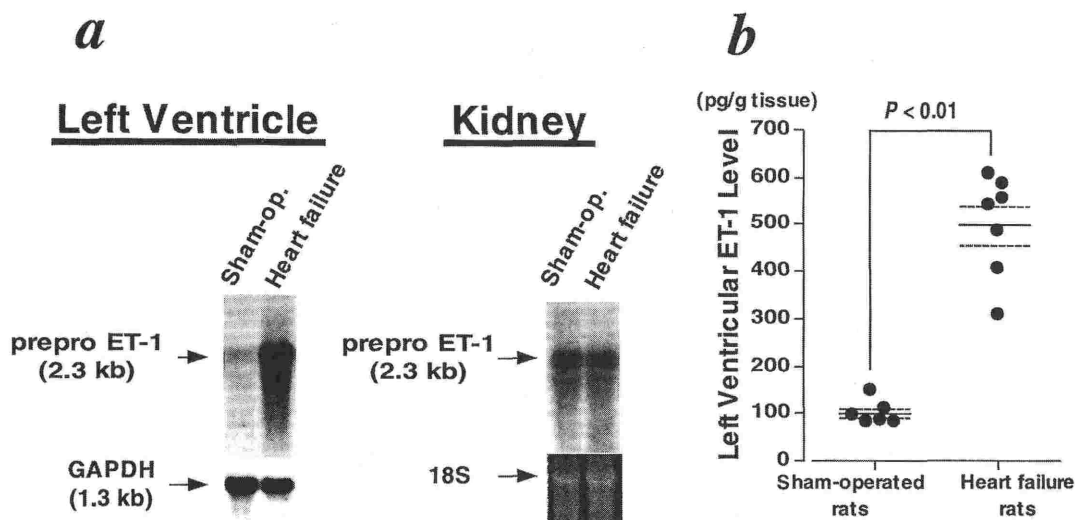 a
Left Ventricle
Sham-op.
Heart failure
prepro ET-1
(2.3 kb)
GAPDH
(1.3 kb)
Kidney
Sham-op.
Heart failure
prepro ET-1
(2.3 kb)
18S
b
(pg/g tissue)
P < 0.01
Left Ventricular ET-1 Level
700
600
500
400
300
200
100
0
Sham-operated
rats
Heart failure
rats